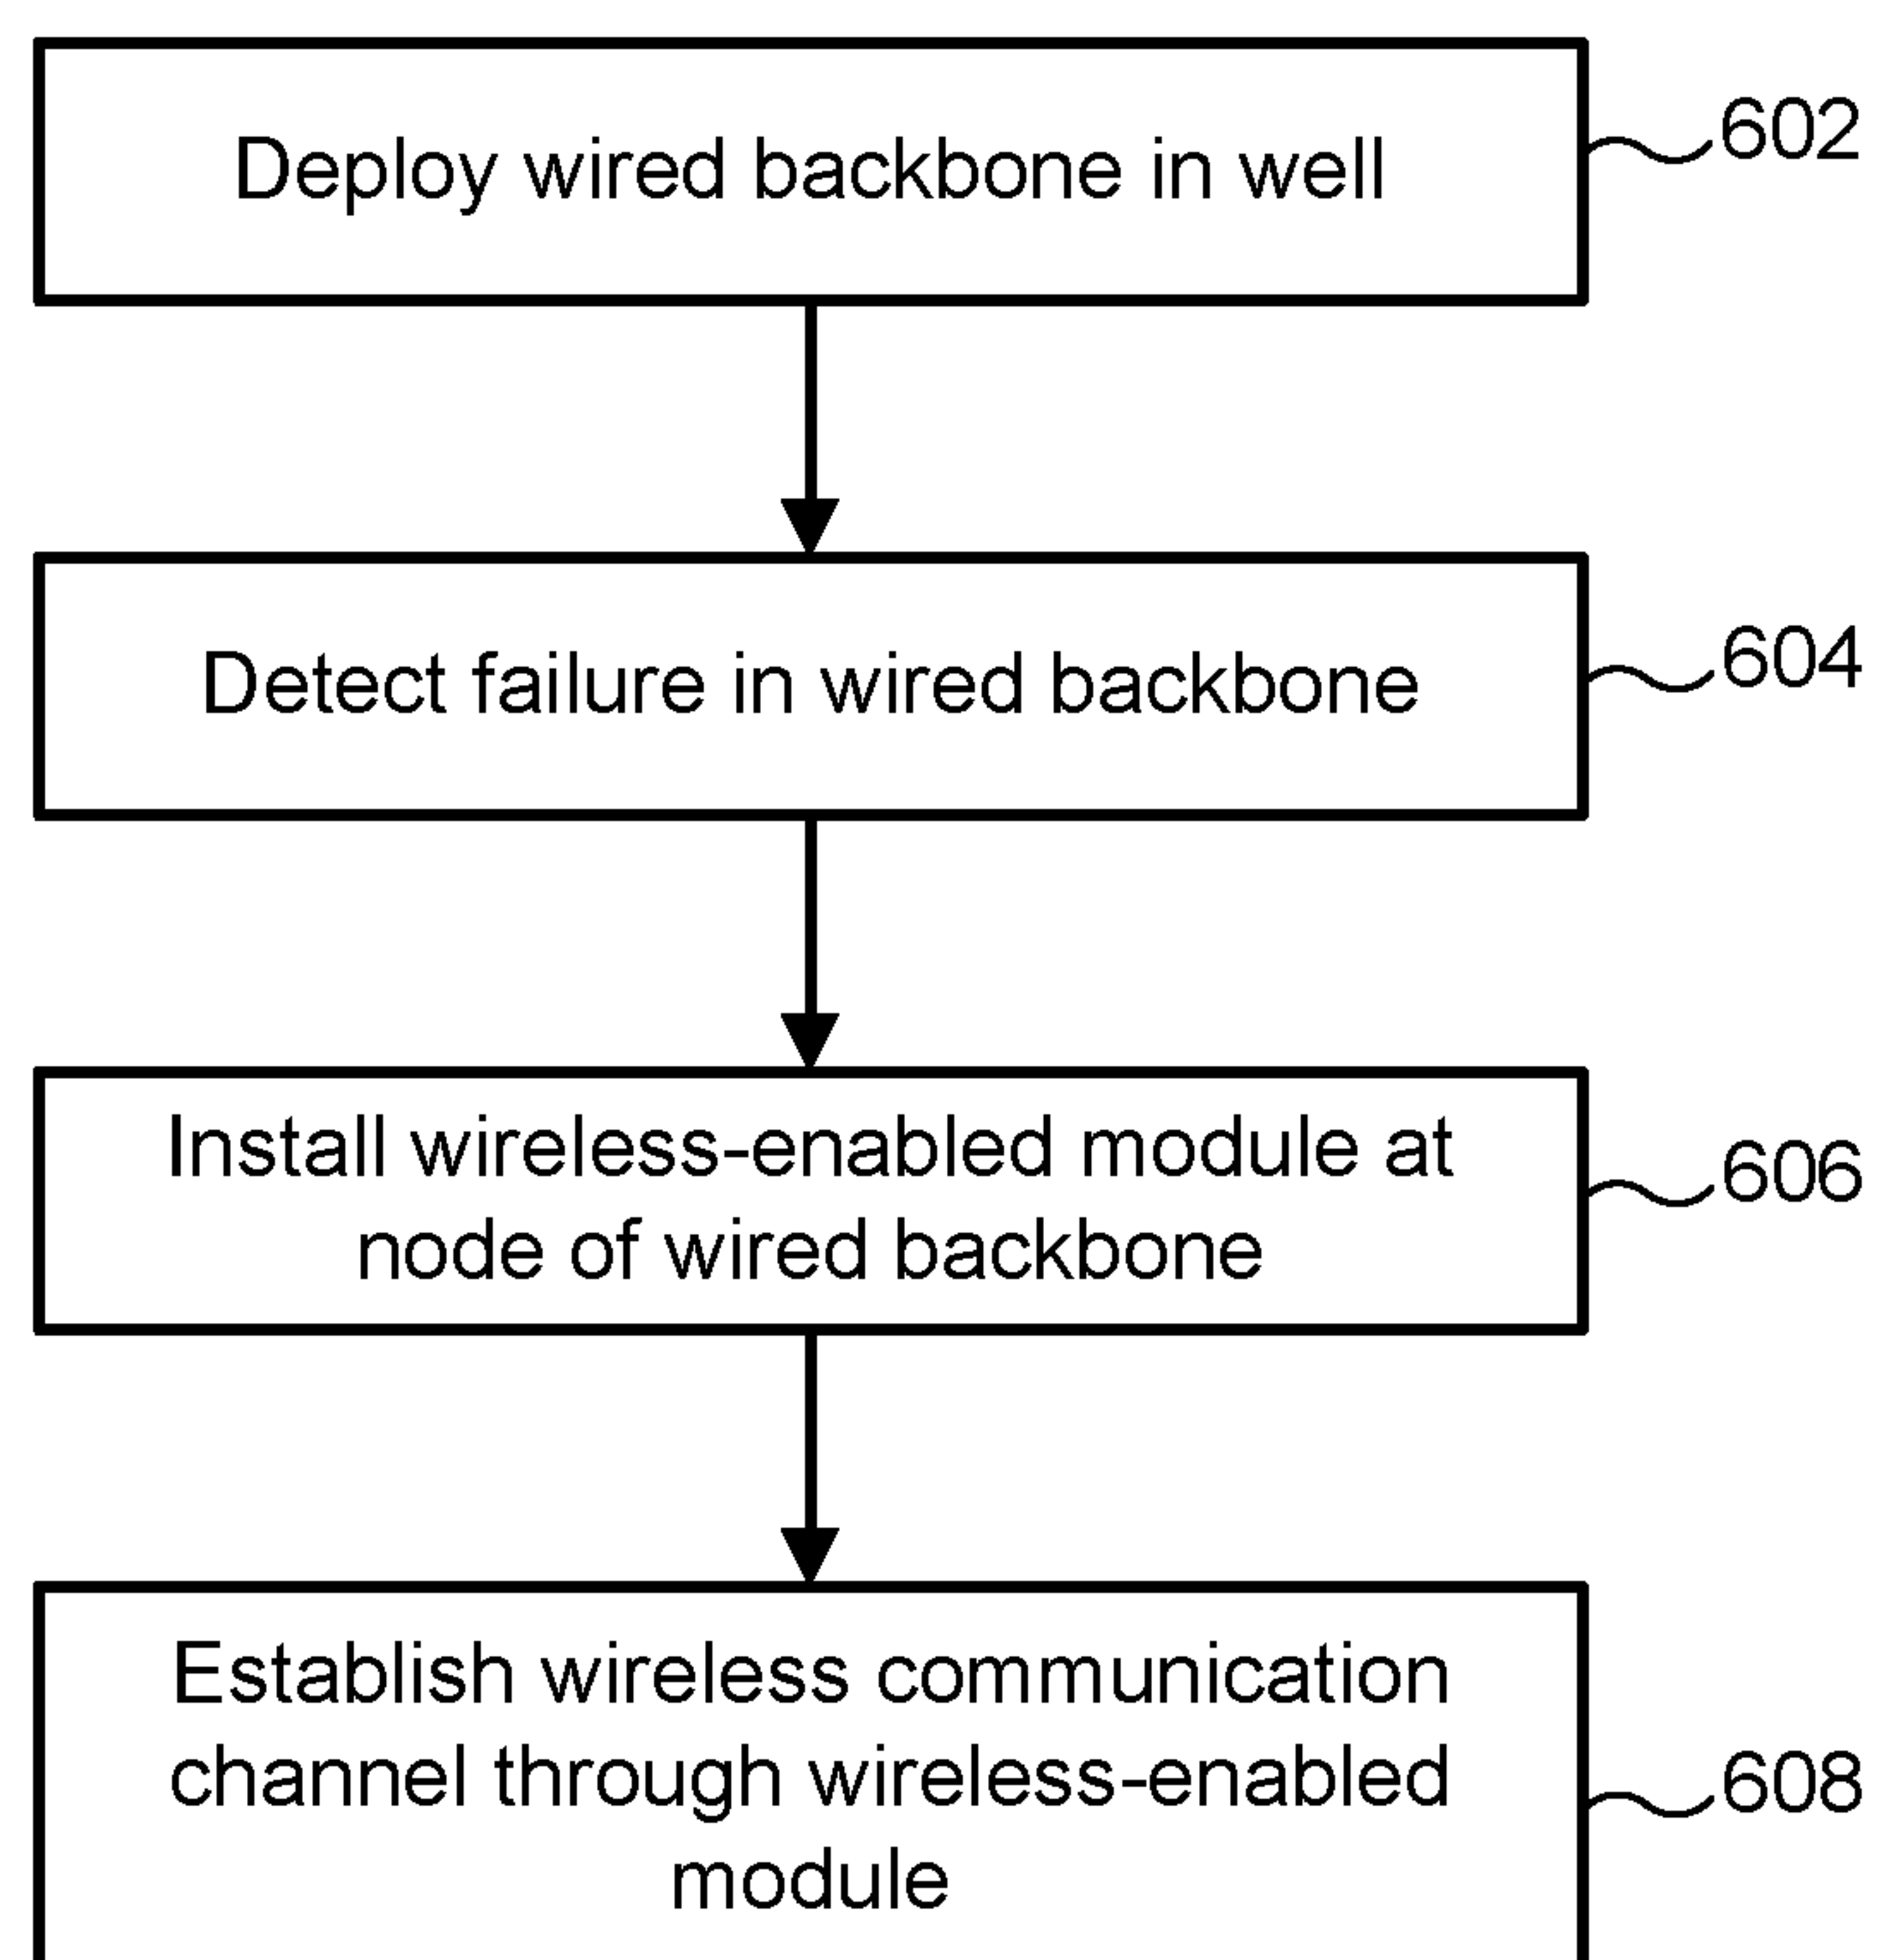 Deploy wired backbone in well
602
Detect failure in wired backbone
604
Install wireless-enabled module at
node of wired backbone
606
Establish wireless communication
channel through wireless-enabled
module
608